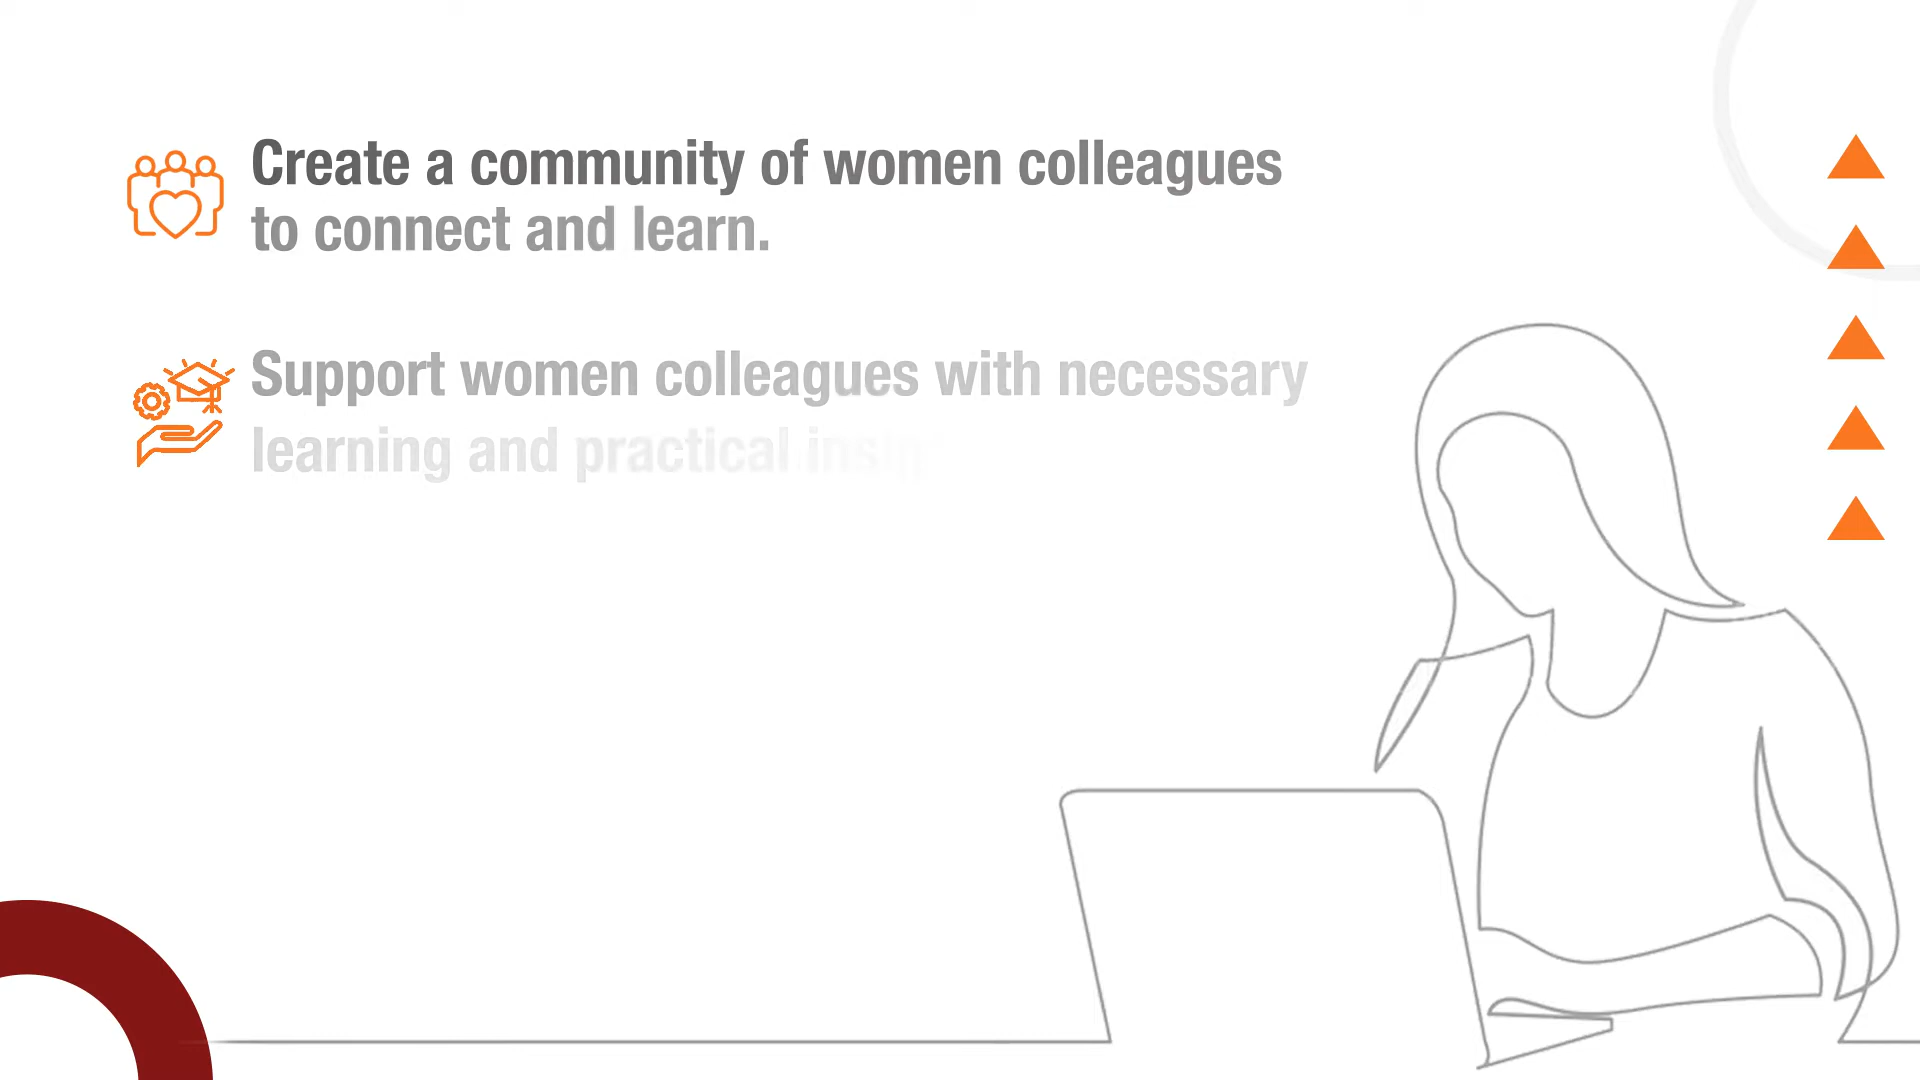 Create a community of women colleagues
to connect and learn.
Support women colleagues with necessary
learning and practical